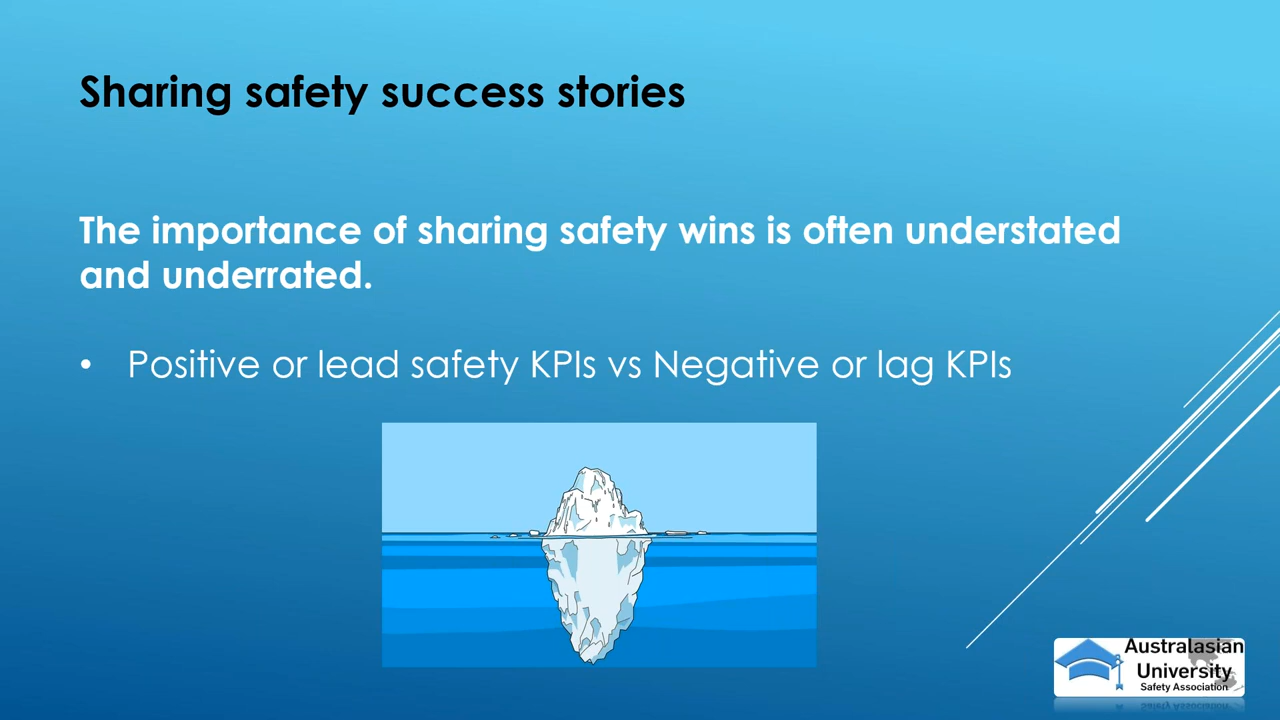 Sharing safety success stories
The importance of sharing safety wins is often understated
and underrated.
• Positive or lead safety KPIs vs Negative or lag KPIs
Australasian
University
Safety Association